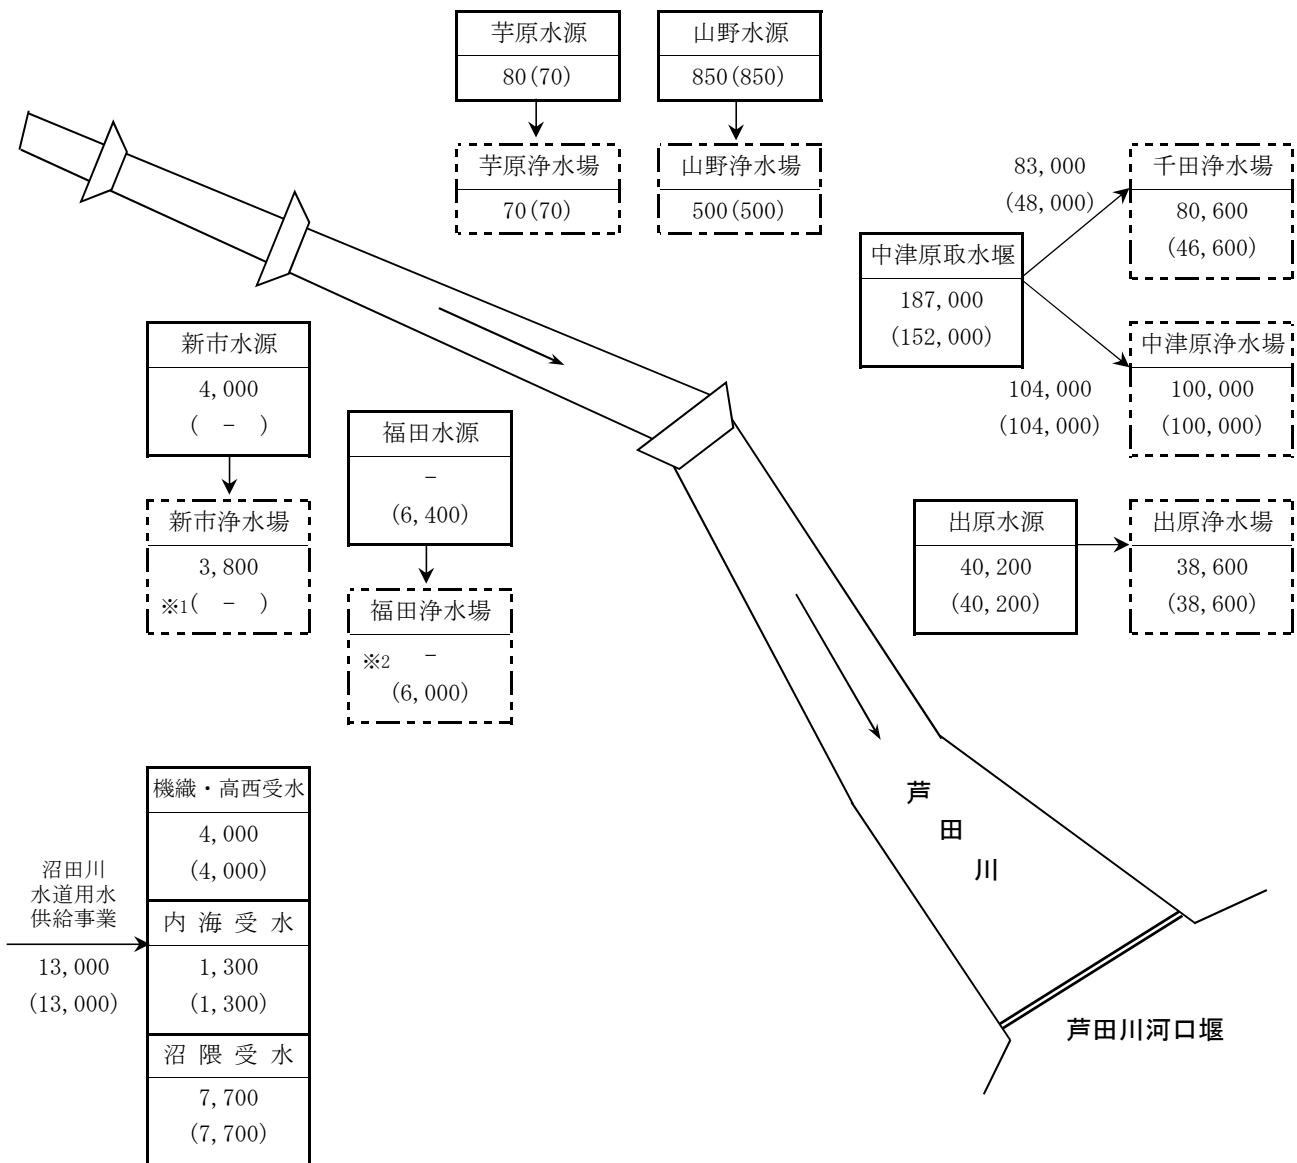 芋原水源
80(70)
芋原浄水場
70(70)
山野水源
850(850)
山野浄水場
500(500)
83,000
(48,000)
千田浄水場
80,600
(46,600)
中津原取水堰
187,000
(152,000)
104,000
(104,000)
中津原浄水場
100,000
(100,000)
新市水源
4,000
( - )
新市浄水場
3,800
※1( - )
福田水源
-
(6,400)
福田浄水場
※2 -
(6,000)
出原水源
40,200
(40,200)
出原浄水場
38,600
(38,600)
沼田川
水道用水
供給事業
13,000
(13,000)
機織・高西受水
4,000
(4,000)
内海受水
1,300
(1,300)
沼隈受水
7,700
(7,700)
芦田川
芦田川河口堰